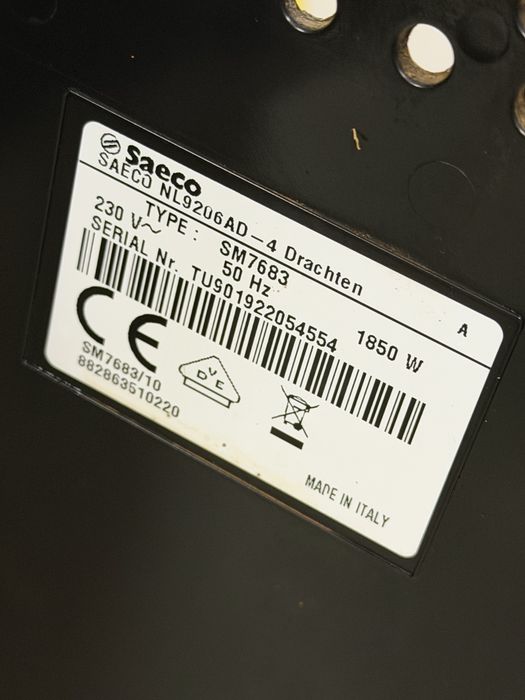 Saeco
SAECO NL9206AD-4 Drachten A
TYPE: SM7683
230 V~ 50 Hz 1850 W
SERIAL Nr. TU901922054554
CE
VDE
SM7683/10
882863510220
MADE IN ITALY